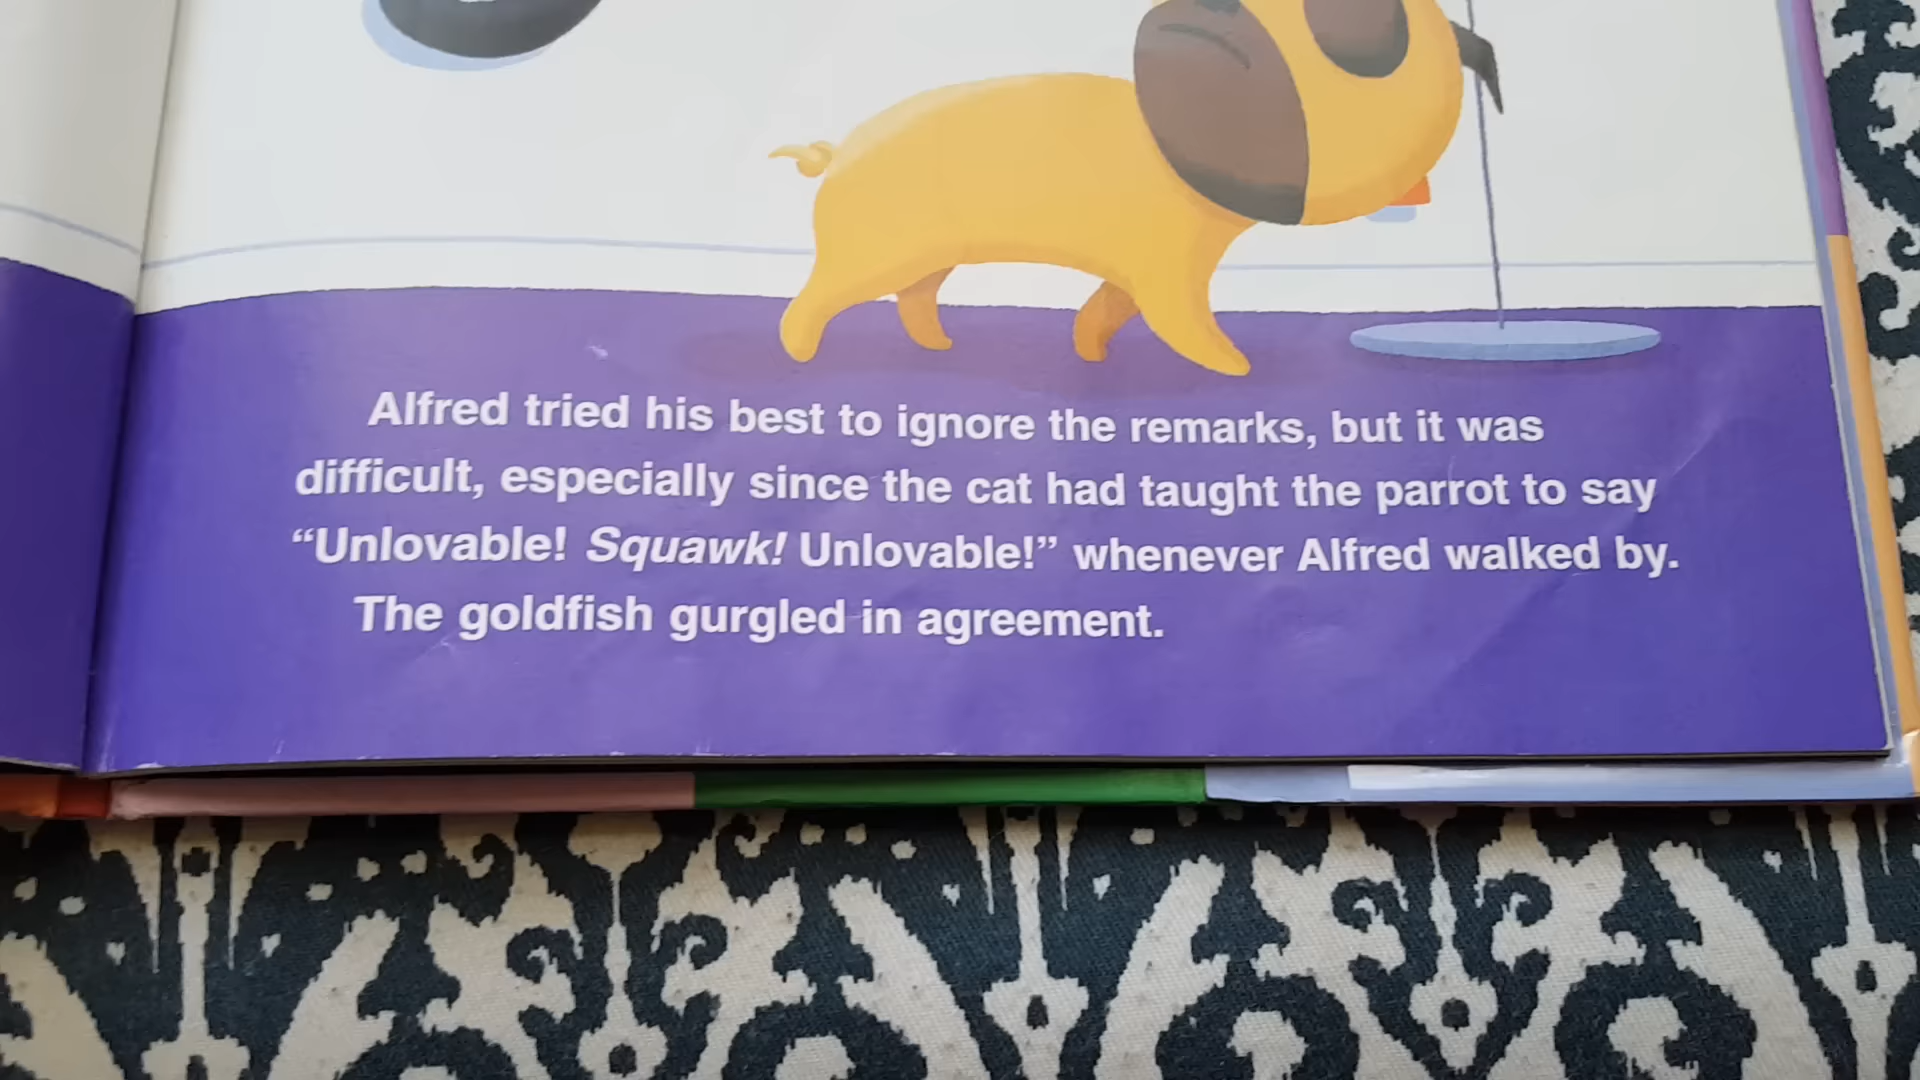 Alfred tried his best to ignore the remarks, but it was
difficult, especially since the cat had taught the parrot to say
“Unlovable! Squawk! Unlovable!” whenever Alfred walked by.
The goldfish gurgled in agreement.